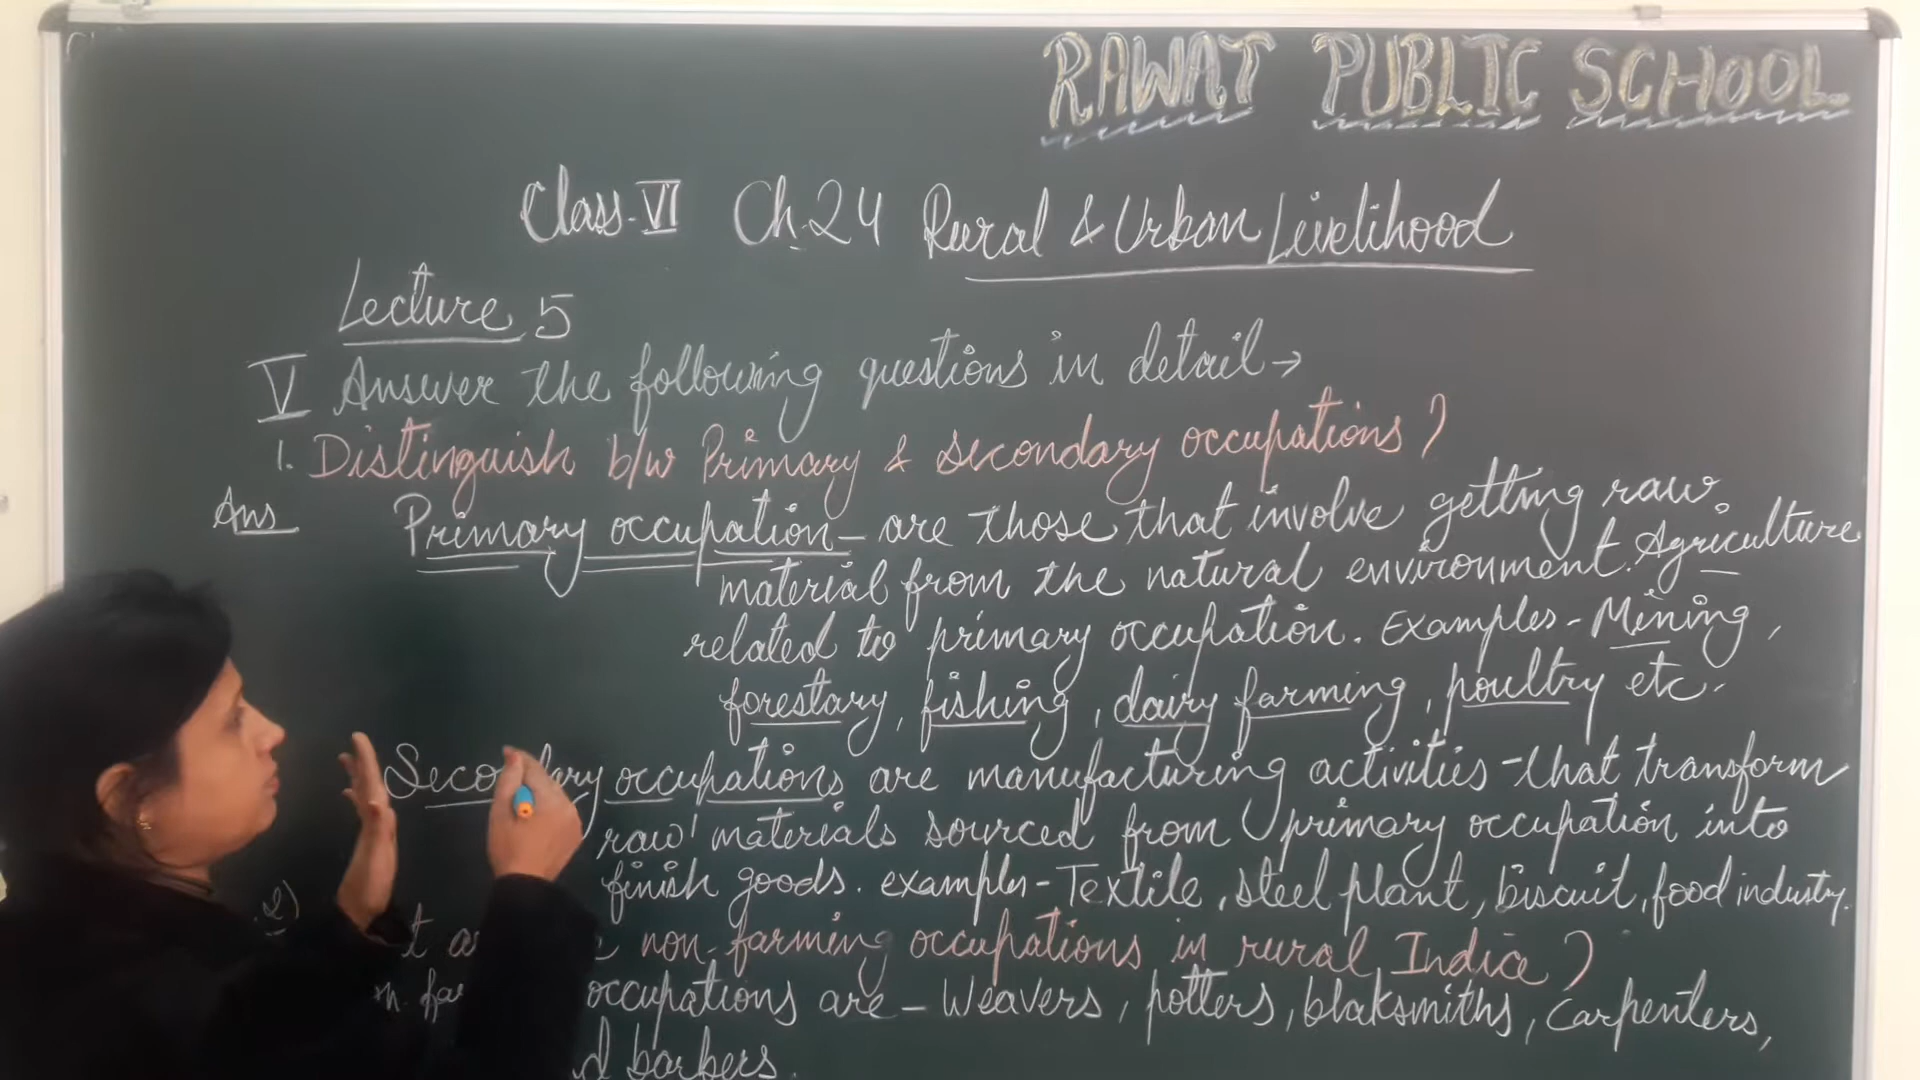 RAWAT PUBLIC SCHOOL
Class-VI Ch.24 Rural & Urban Livelihood
Lecture 5
V Answer the following questions in detail→
1. Distinguish b/w Primary & secondary occupations?
Ans Primary occupation – are those that involve getting raw
material from the natural environment. Agriculture
related to primary occupation. Examples - Mining,
forestary, fishing, dairy farming, poultry etc.
Secondary occupations are manufacturing activities - that transform
raw materials sourced from primary occupation into
finish goods. examples - Textile, steel plant, biscuit, food industry.
non-farming occupations in rural India?
occupations are – Weavers, potters, blaksmiths, carpenters,
barbers.